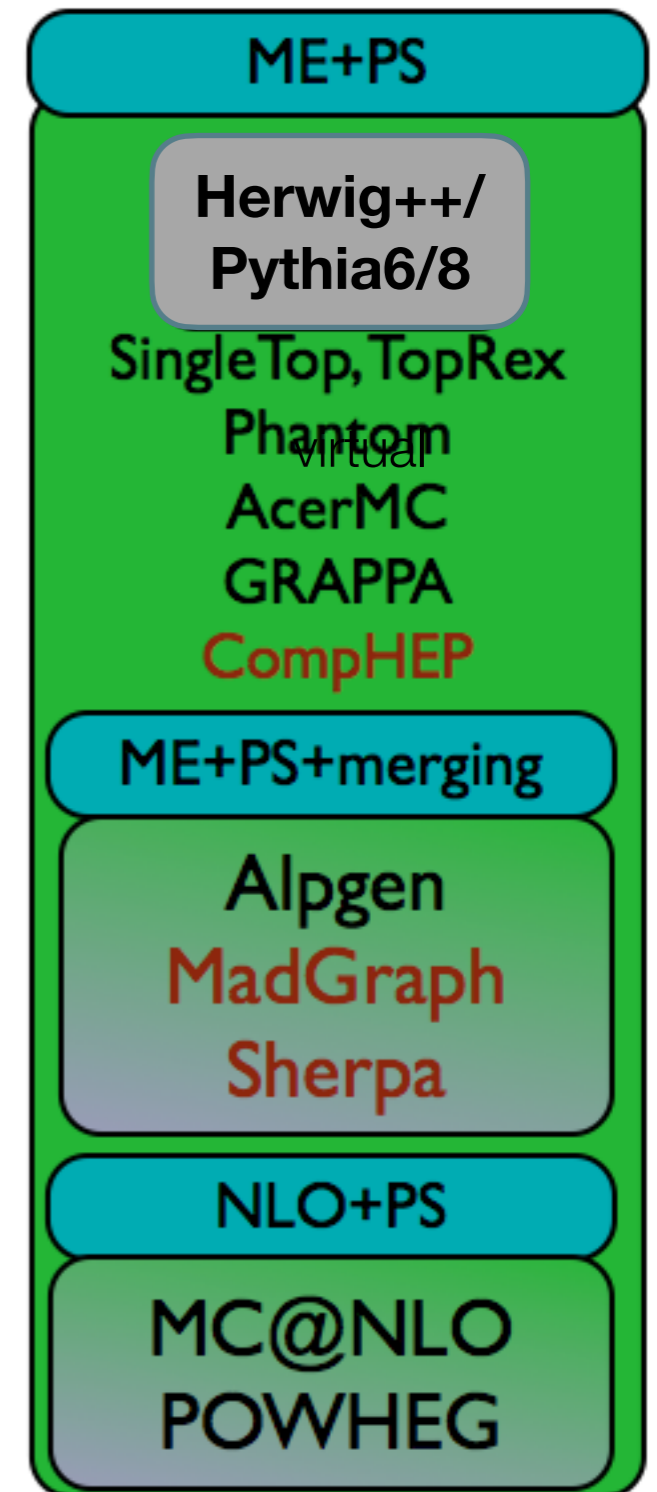 ME+PS
Herwig++/
Pythia6/8
SingleTop, TopRex
Phantom
virtual
AcerMC
GRAPPA
CompHEP
ME+PS+merging
Alpgen
MadGraph
Sherpa
NLO+PS
MC@NLO
POWHEG